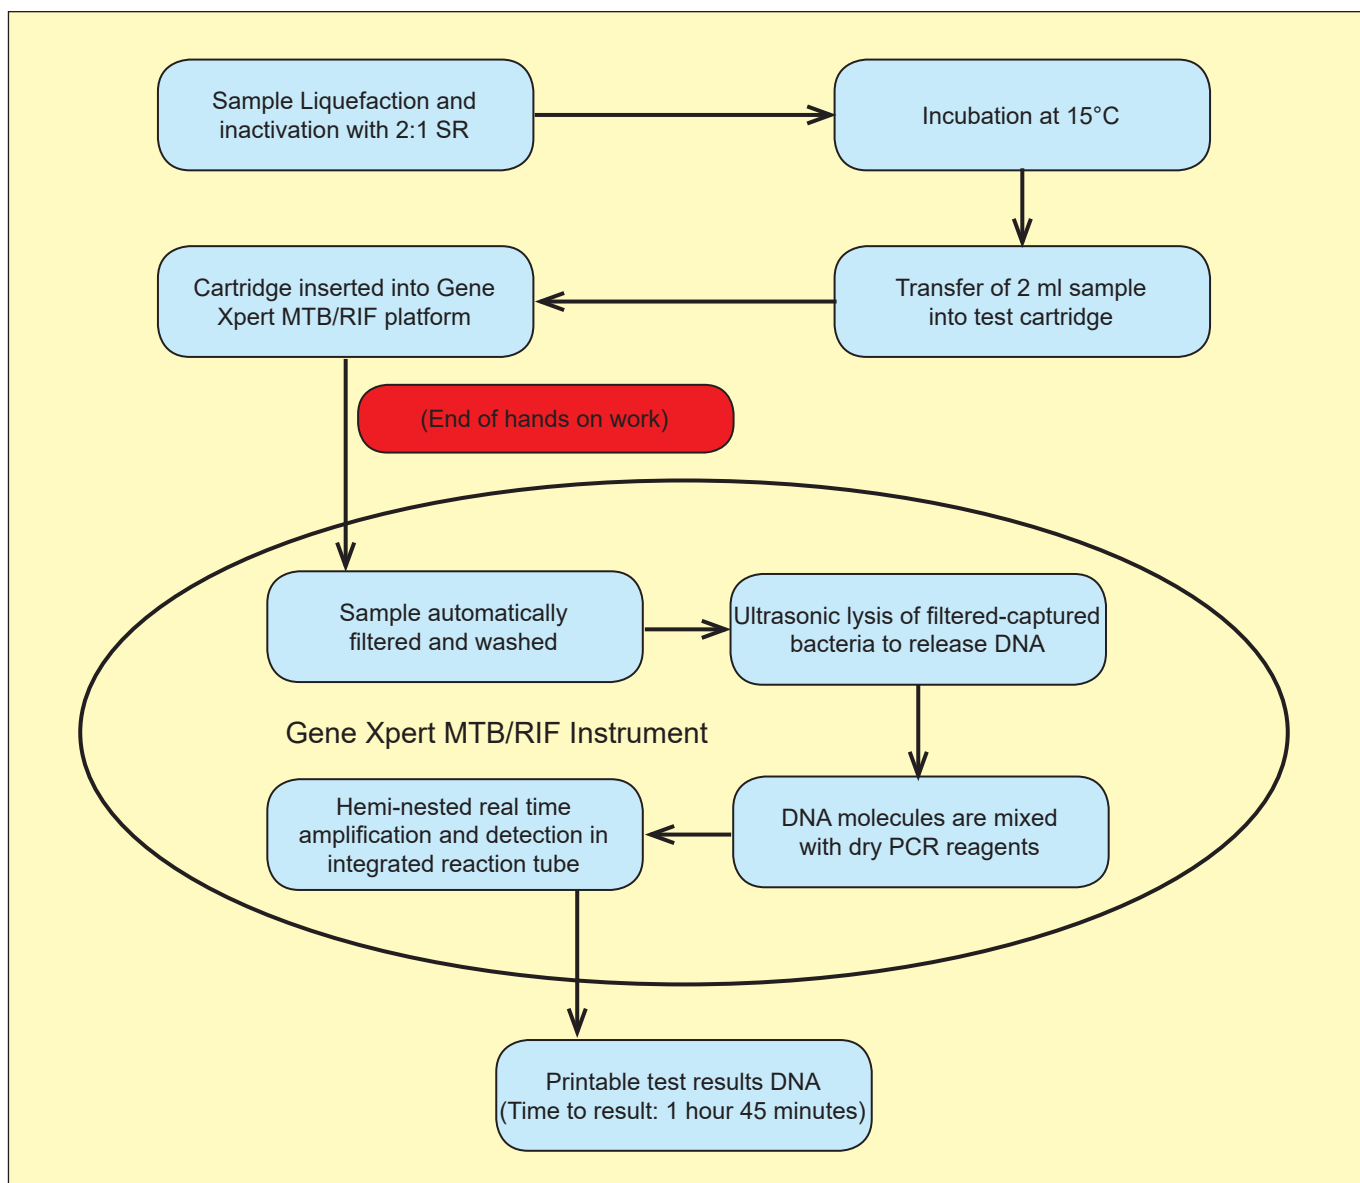 Sample Liquefaction and
inactivation with 2:1 SR
Incubation at 15°C
Transfer of 2 ml sample
into test cartridge
Cartridge inserted into Gene
Xpert MTB/RIF platform
(End of hands on work)
Sample automatically
filtered and washed
Ultrasonic lysis of filtered-captured
bacteria to release DNA
Gene Xpert MTB/RIF Instrument
DNA molecules are mixed
with dry PCR reagents
Hemi-nested real time
amplification and detection in
integrated reaction tube
Printable test results DNA
(Time to result: 1 hour 45 minutes)